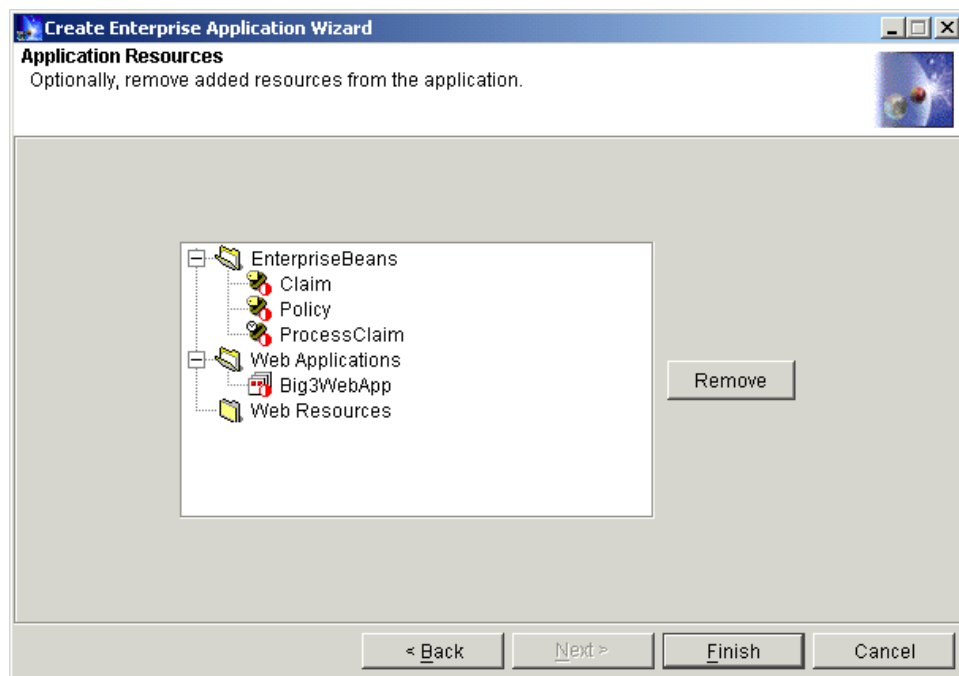 Create Enterprise Application Wizard
Application Resources
Optionally, remove added resources from the application.
EnterpriseBeans
Claim
Policy
ProcessClaim
Web Applications
Big3WebApp
Web Resources
Remove
< Back
Next >
Finish
Cancel